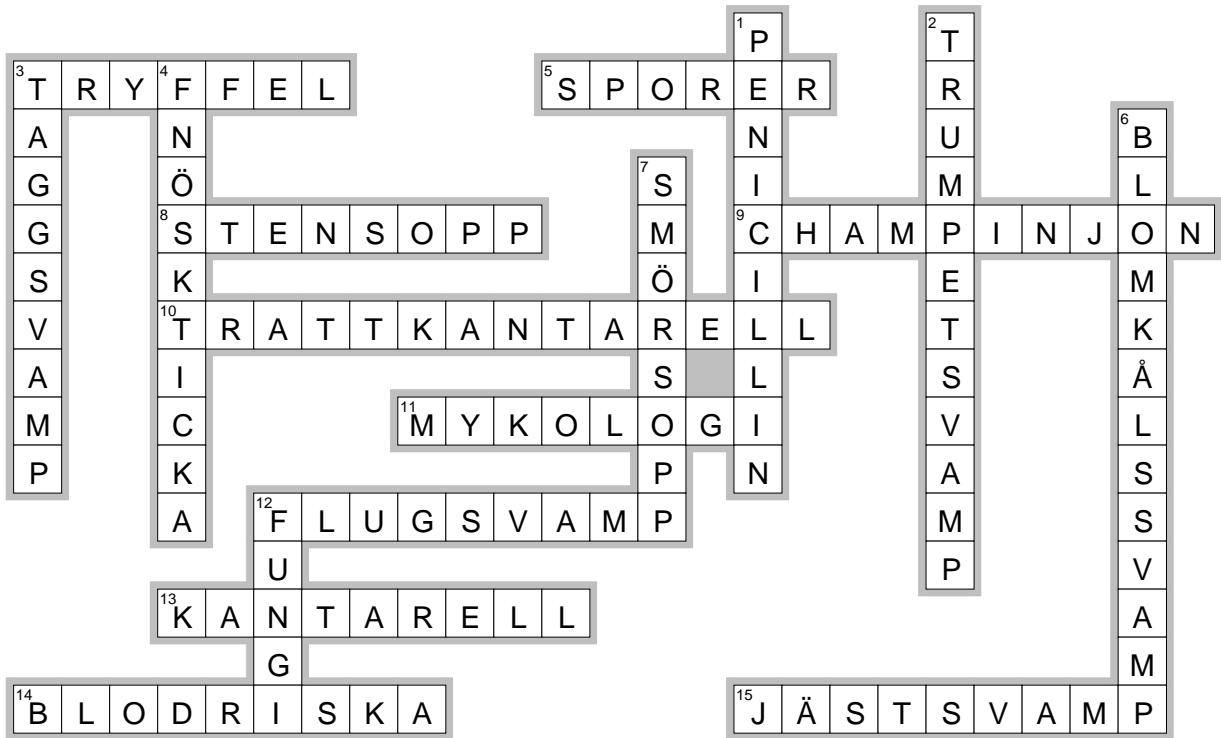 1 PENICILLIN
2 TRUMPETSVAMP
3 TRYFFEL
3 TAGGSVAMP
4 FNÖSKTICKA
5 SPORER
6 BLOMKÅLSSVAMP
7 SMÖRSOPP
8 STENSOPP
9 CHAMPINJON
10 TRATTKANTARELL
11 MYKOLOGI
12 FLUGSVAMP
12 FUNGI
13 KANTARELL
14 BLODRISKA
15 JÄSTSVAMP